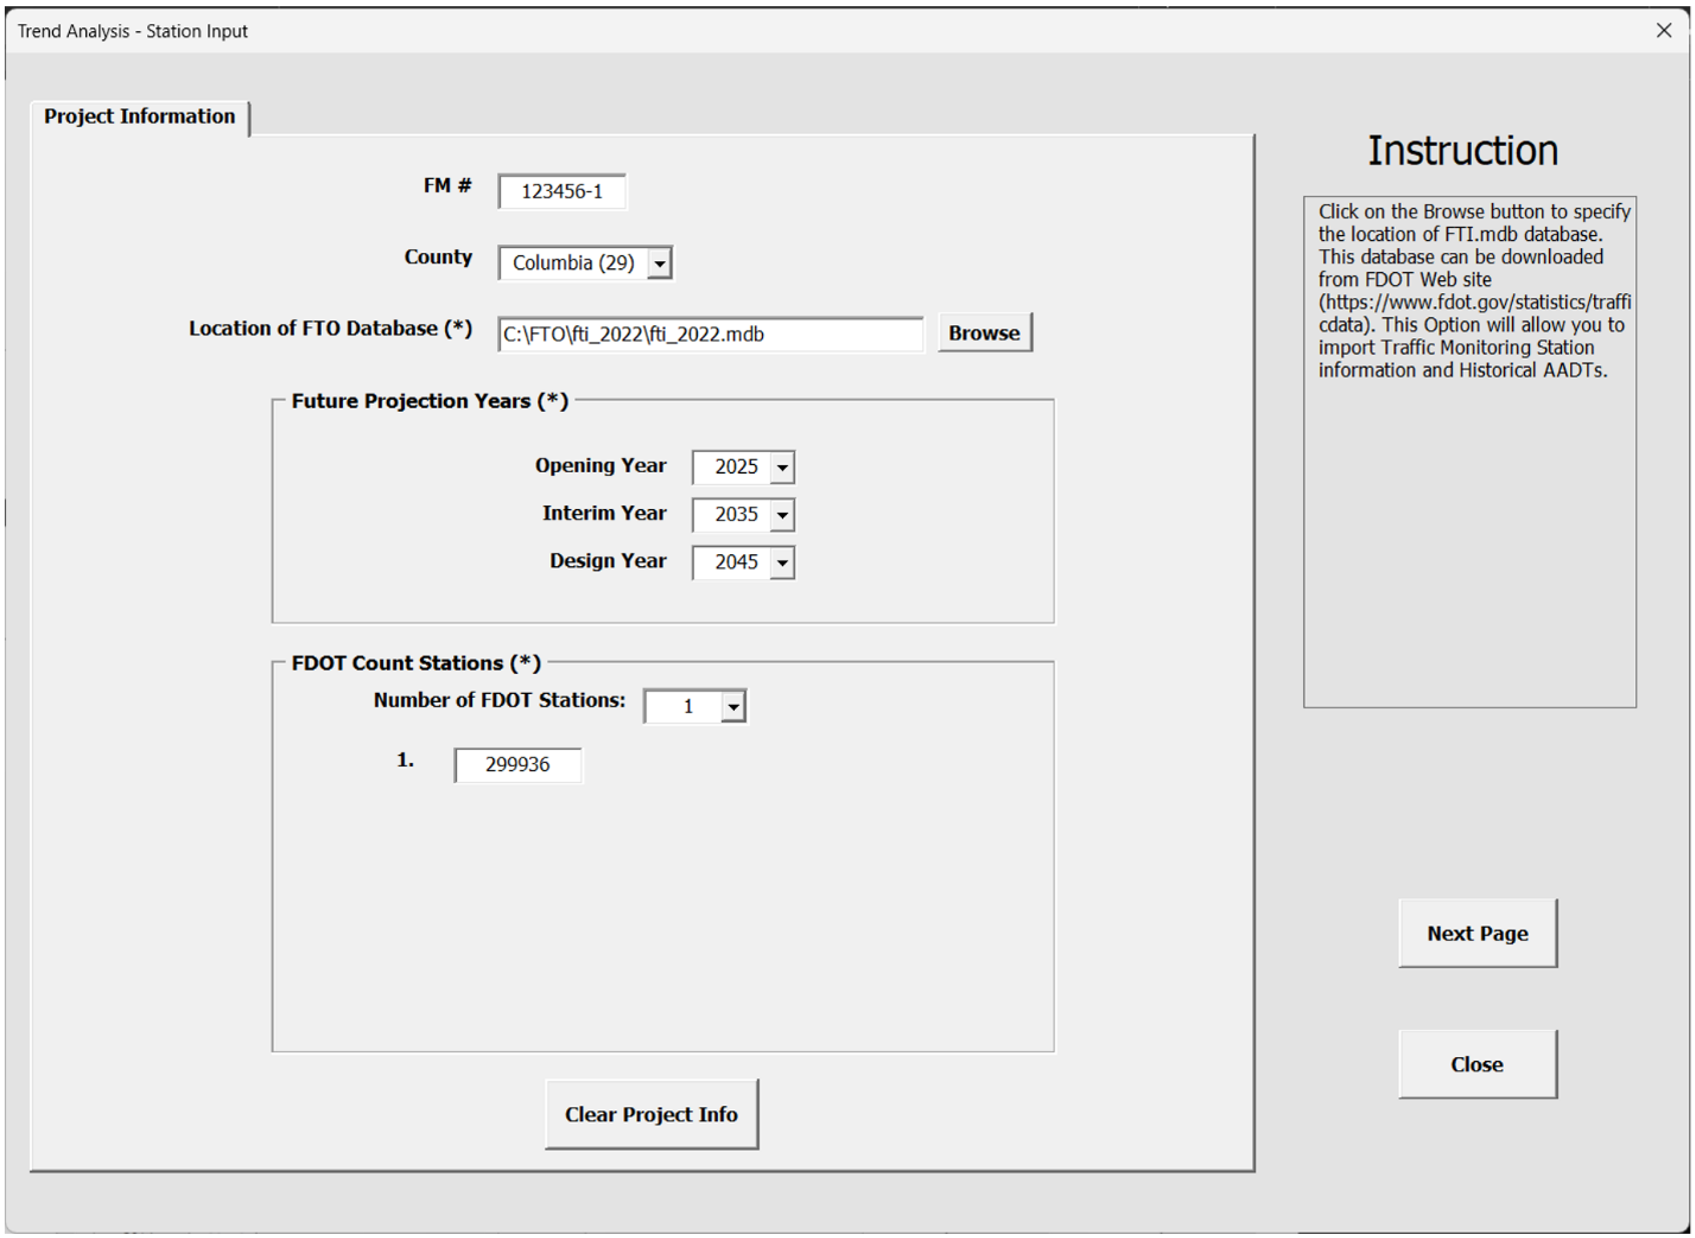 Trend Analysis - Station Input
Project Information
FM #
123456-1
County
Columbia (29)
Location of FTO Database (*)
C:\FTO\fti_2022\fti_2022.mdb
Browse
Future Projection Years (*)
Opening Year
2025
Interim Year
2035
Design Year
2045
FDOT Count Stations (*)
Number of FDOT Stations:
1
1.
299936
Clear Project Info
Instruction
Click on the Browse button to specify
the location of FTI.mdb database.
This database can be downloaded
from FDOT Web site
(https://www.fdot.gov/statistics/traffi
cdata). This Option will allow you to
import Traffic Monitoring Station
information and Historical AADTs.
Next Page
Close